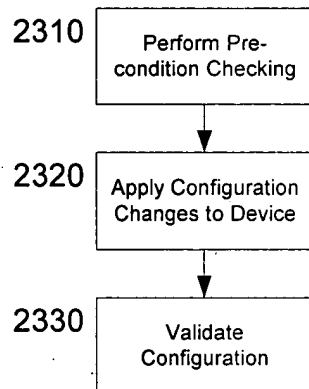 2310
Perform Pre-
condition Checking
2320
Apply Configuration
Changes to Device
2330
Validate
Configuration